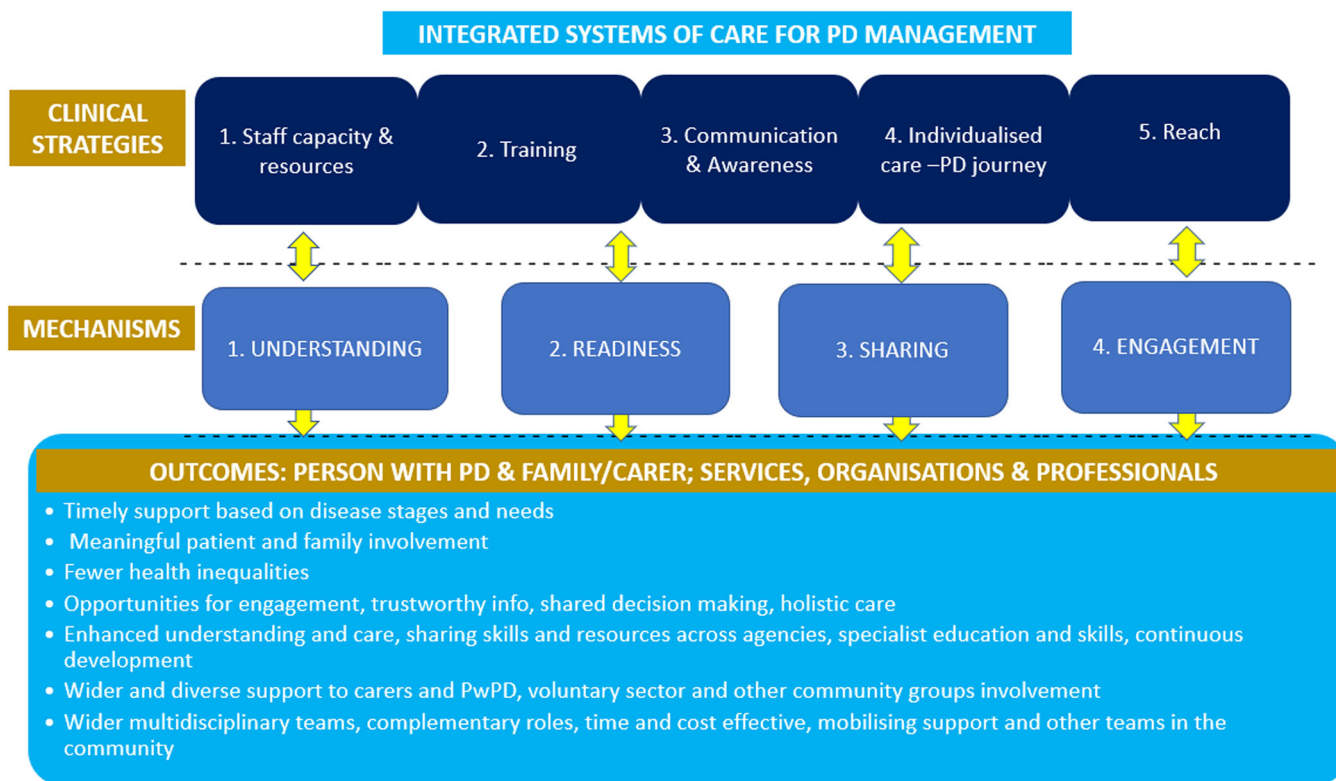 INTEGRATED SYSTEMS OF CARE FOR PD MANAGEMENT
CLINICAL
STRATEGIES
1. Staff capacity &
resources
2. Training
3. Communication
& Awareness
4. Individualised
care –PD journey
5. Reach
MECHANISMS
1. UNDERSTANDING
2. READINESS
3. SHARING
4. ENGAGEMENT
OUTCOMES: PERSON WITH PD & FAMILY/CARER; SERVICES, ORGANISATIONS & PROFESSIONALS
• Timely support based on disease stages and needs
• Meaningful patient and family involvement
• Fewer health inequalities
• Opportunities for engagement, trustworthy info, shared decision making, holistic care
• Enhanced understanding and care, sharing skills and resources across agencies, specialist education and skills, continuous
development
• Wider and diverse support to carers and PwPD, voluntary sector and other community groups involvement
• Wider multidisciplinary teams, complementary roles, time and cost effective, mobilising support and other teams in the
community